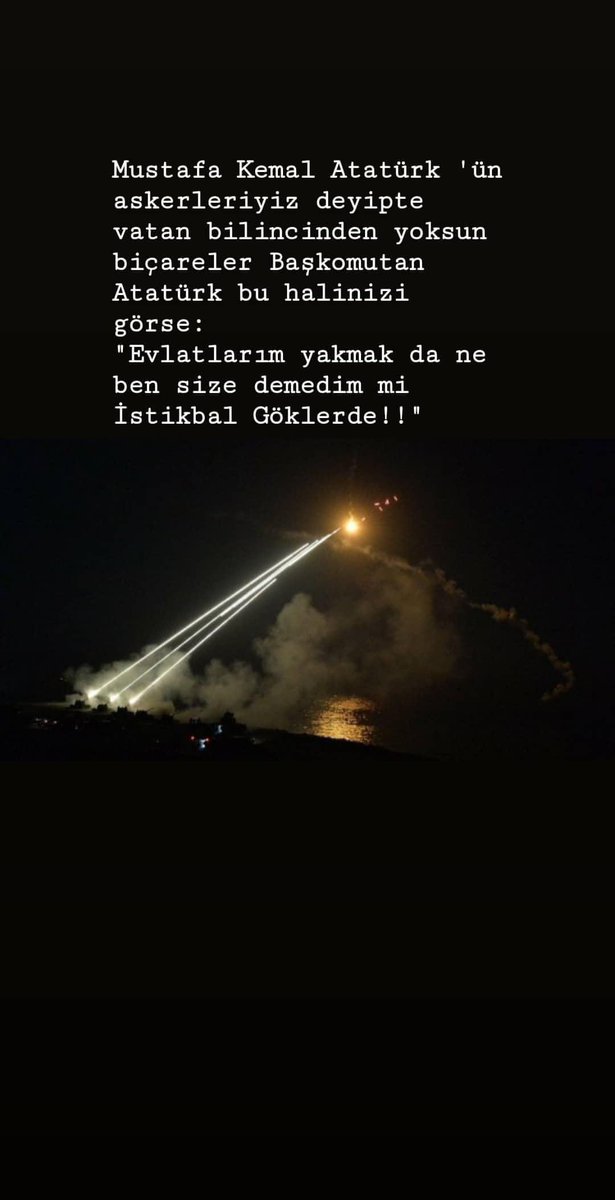 Mustafa Kemal Atatürk 'ün
askerleriyiz deyipte
vatan bilincinden yoksun
biçareler Başkomutan
Atatürk bu halinizi
görse:
"Evlatlarım yakmak da ne
ben size demedim mi
İstikbal Göklerde!!"